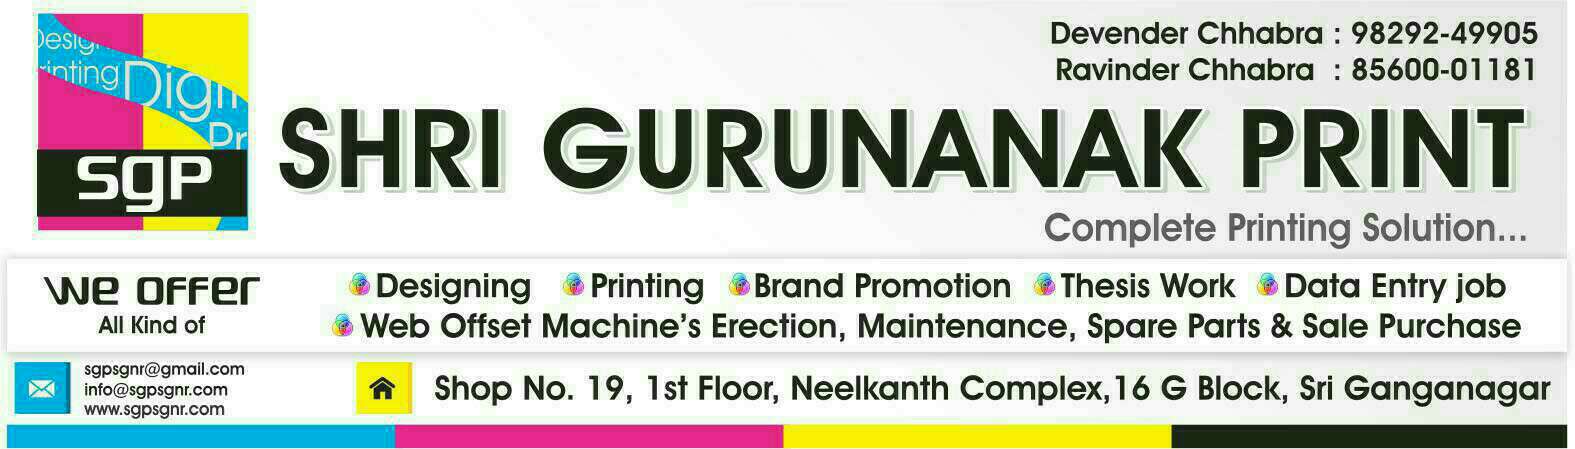 Devender Chhabra : 98292-49905
Ravinder Chhabra : 85600-01181
Digi
Pr
sgp
SHRI GURUNANAK PRINT
Complete Printing Solution...
We offer
All Kind of
Designing Printing Brand Promotion Thesis Work Data Entry job
Web Offset Machine's Erection, Maintenance, Spare Parts & Sale Purchase
sgpsgnr@gmail.com
info@sgpsgnr.com
www.sgpsgnr.com
Shop No. 19, 1st Floor, Neelkanth Complex,16 G Block, Sri Ganganagar